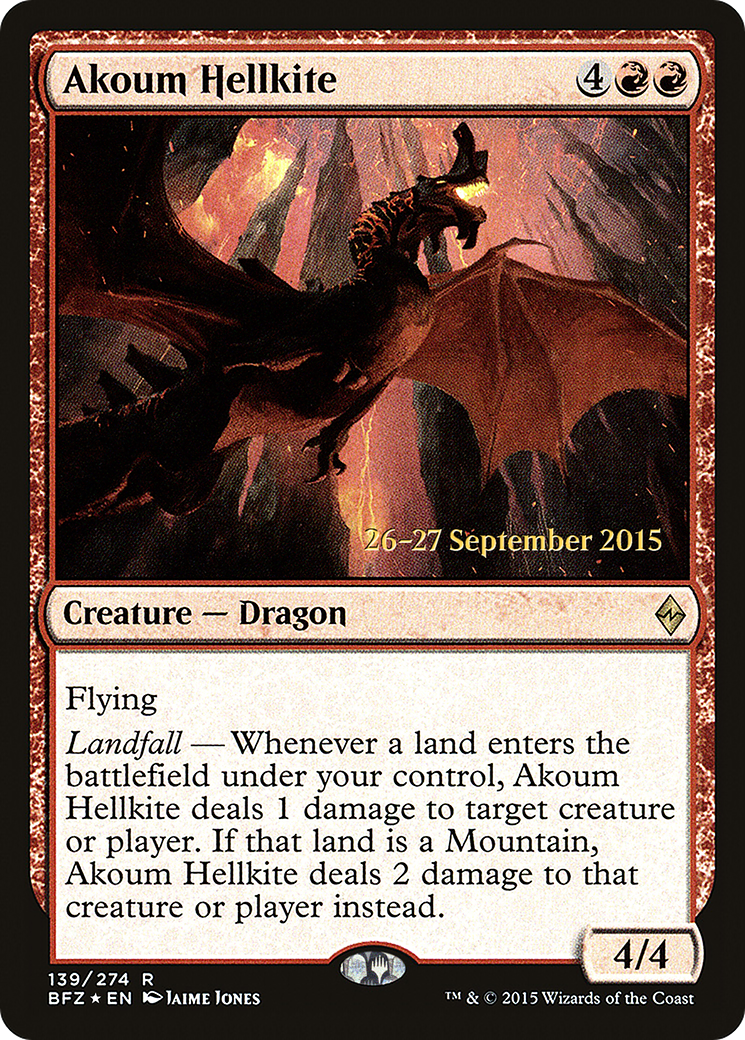 Akoum Hellkite 4
26–27 September 2015
Creature — Dragon
Flying
Landfall — Whenever a land enters the
battlefield under your control, Akoum
Hellkite deals 1 damage to target creature
or player. If that land is a Mountain,
Akoum Hellkite deals 2 damage to that
creature or player instead.
4/4
139/274 R
BFZ ★ EN Jaime Jones
™ & © 2015 Wizards of the Coast